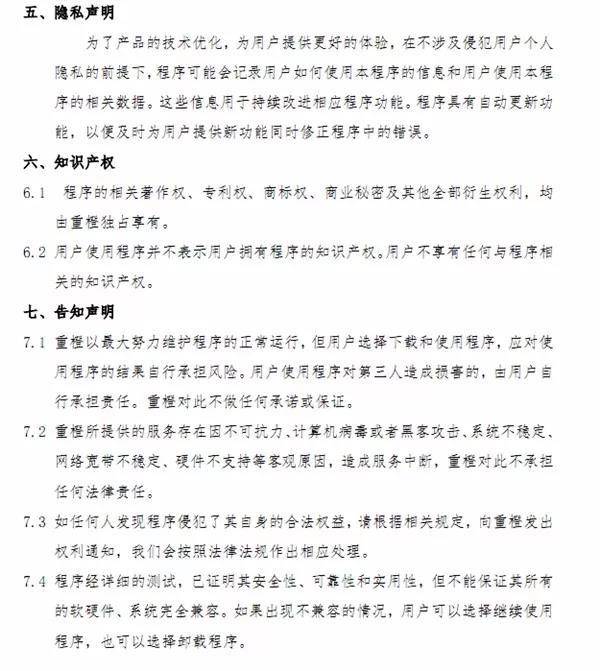 五、隐私声明
为了产品的技术优化，为用户提供更好的体验，在不涉及侵犯用户个人
隐私的前提下，程序可能会记录用户如何使用本程序的信息和用户使用本程
序的相关数据。这些信息用于持续改进相应程序功能。程序具有自动更新功
能，以便及时为用户提供新功能同时修正程序中的错误。
六、知识产权
6.1 程序的相关著作权、专利权、商标权、商业秘密及其他全部衍生权利，均
由重橙独占享有。
6.2 用户使用程序并不表示用户拥有程序的知识产权。用户不享有任何与程序相
关的知识产权。
七、告知声明
7.1 重橙以最大努力维护程序的正常运行，但用户选择下载和使用程序，应对使
用程序的结果自行承担风险。用户使用程序对第三人造成损害的，由用户自
行承担责任。重橙对此不做任何承诺或保证。
7.2 重橙所提供的服务存在因不可抗力、计算机病毒或者黑客攻击、系统不稳定、
网络宽带不稳定、硬件不支持等客观原因，造成服务中断，重橙对此不承担
任何法律责任。
7.3 如任何人发现程序侵犯了其自身的合法权益，请根据相关规定，向重橙发出
权利通知，我们会按照法律法规作出相应处理。
7.4 程序经详细的测试，已证明其安全性、可靠性和实用性，但不能保证其所有
的软硬件、系统完全兼容。如果出现不兼容的情况，用户可以选择继续使用
程序，也可以选择卸载程序。